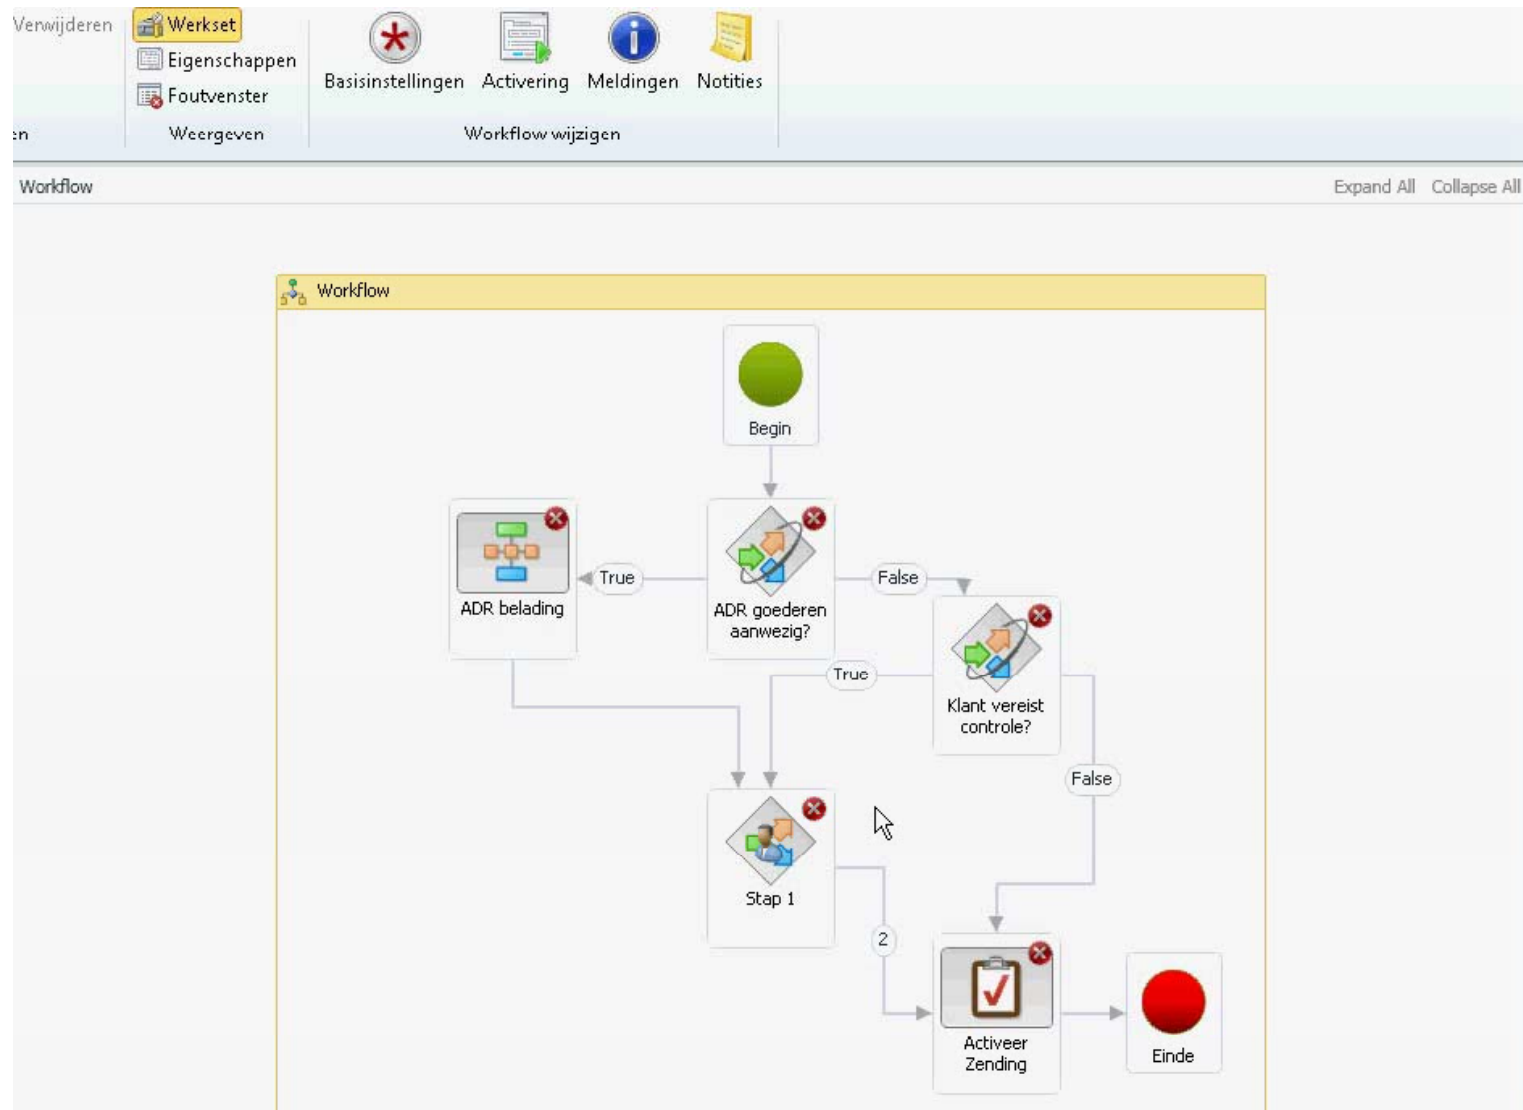 Verwijderen
Werkset
Eigenschappen
Foutvenster
Weergeven
Basisinstellingen
Activering
Meldingen
Notities
Workflow wijzigen
Workflow
Expand All
Collapse All
Workflow
Begin
ADR belading
True
ADR goederen
aanwezig?
False
True
Klant vereist
controle?
False
Stap 1
2
Activeer
Zending
Einde